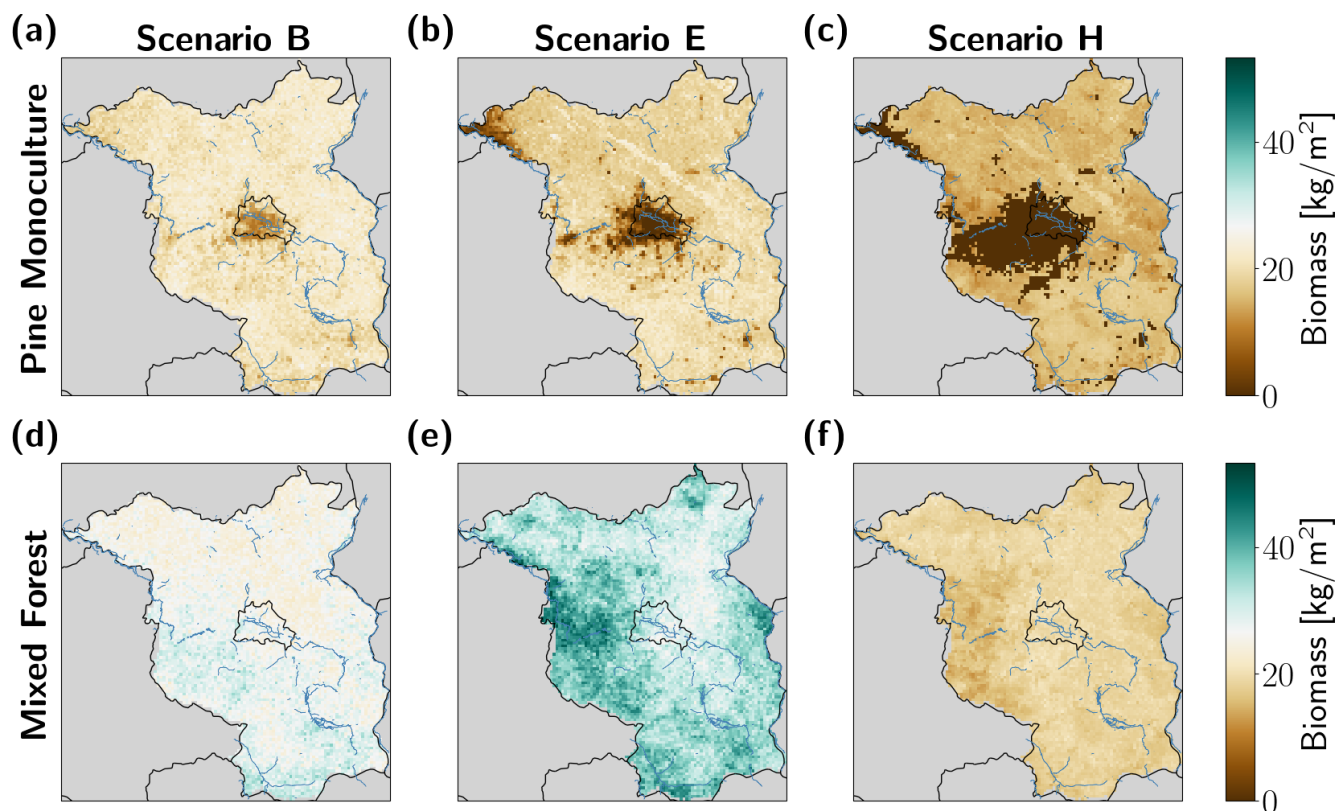 (a) Scenario B (b) Scenario E (c) Scenario H
Pine Monoculture
40
20
0
Biomass [kg/m²]
(d) (e) (f)
Mixed Forest
40
20
0
Biomass [kg/m²]